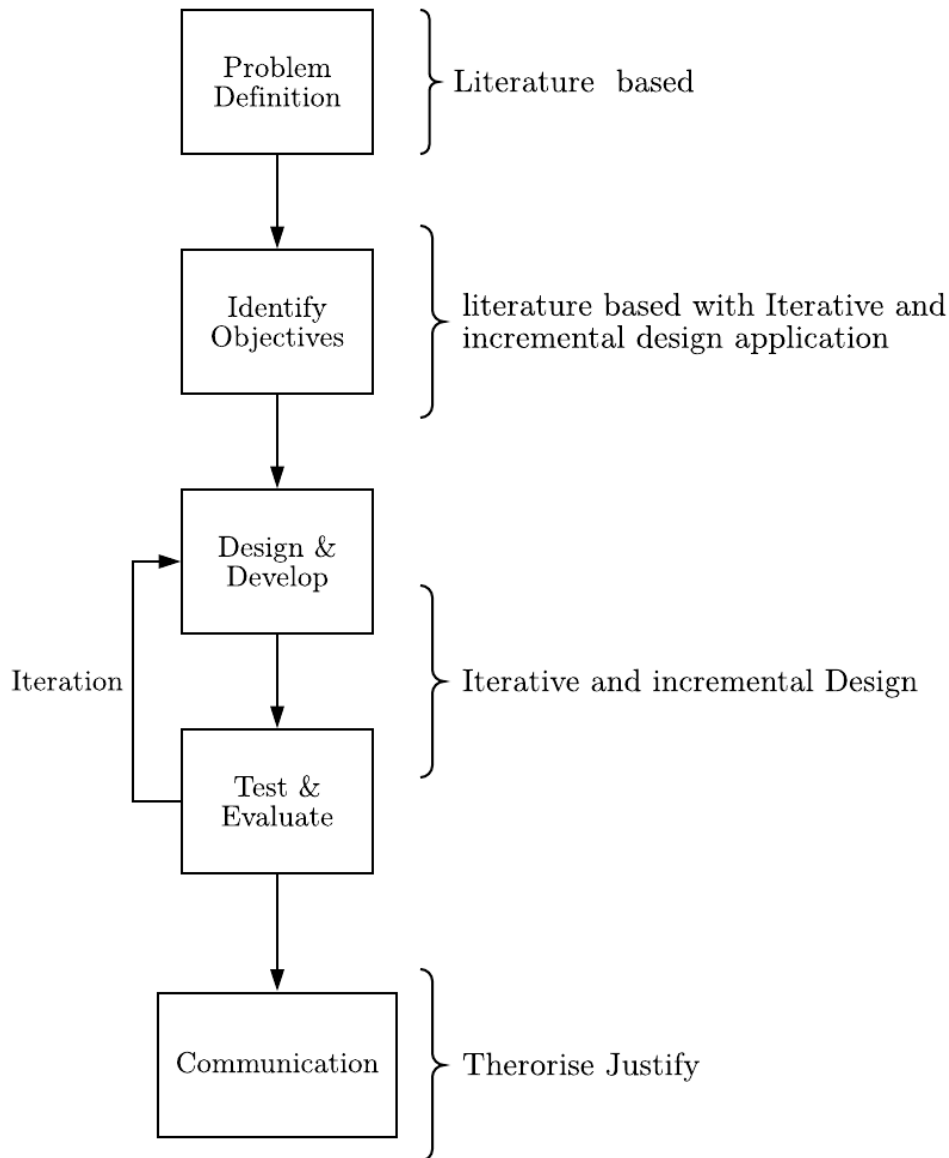 Problem
Definition
Literature based
Identify
Objectives
literature based with Iterative and
incremental design application
Design &
Develop
Iteration
Iterative and incremental Design
Test &
Evaluate
Communication
Therorise Justify